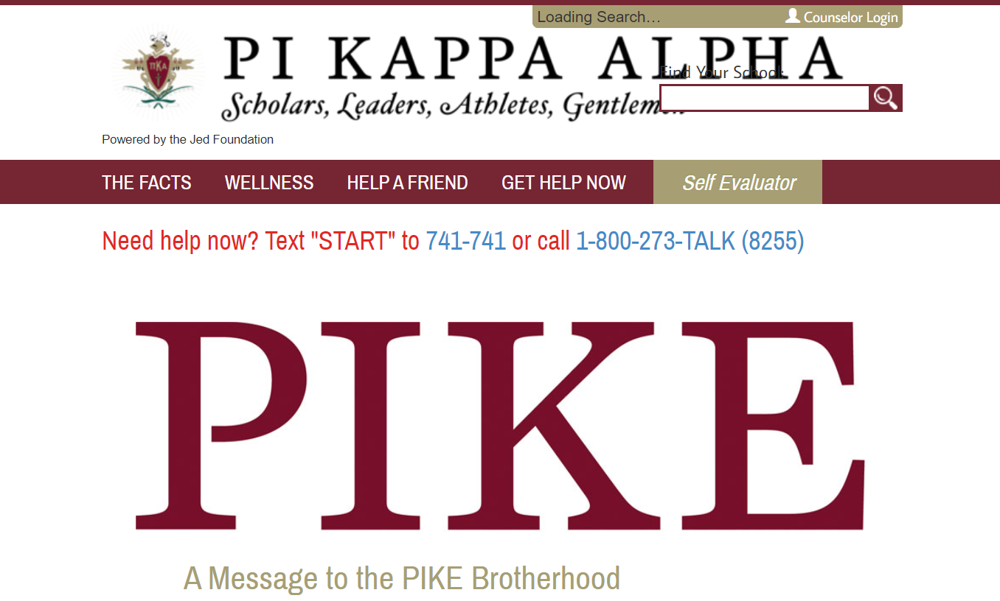 Loading Search…
Counselor Login
ΠΚΑ
PI KAPPA ALPHA
Find Your School:
Scholars, Leaders, Athletes, Gentlemen
Powered by the Jed Foundation
THE FACTS WELLNESS HELP A FRIEND GET HELP NOW Self Evaluator
Need help now? Text "START" to 741-741 or call 1-800-273-TALK (8255)
PIKE
A Message to the PIKE Brotherhood